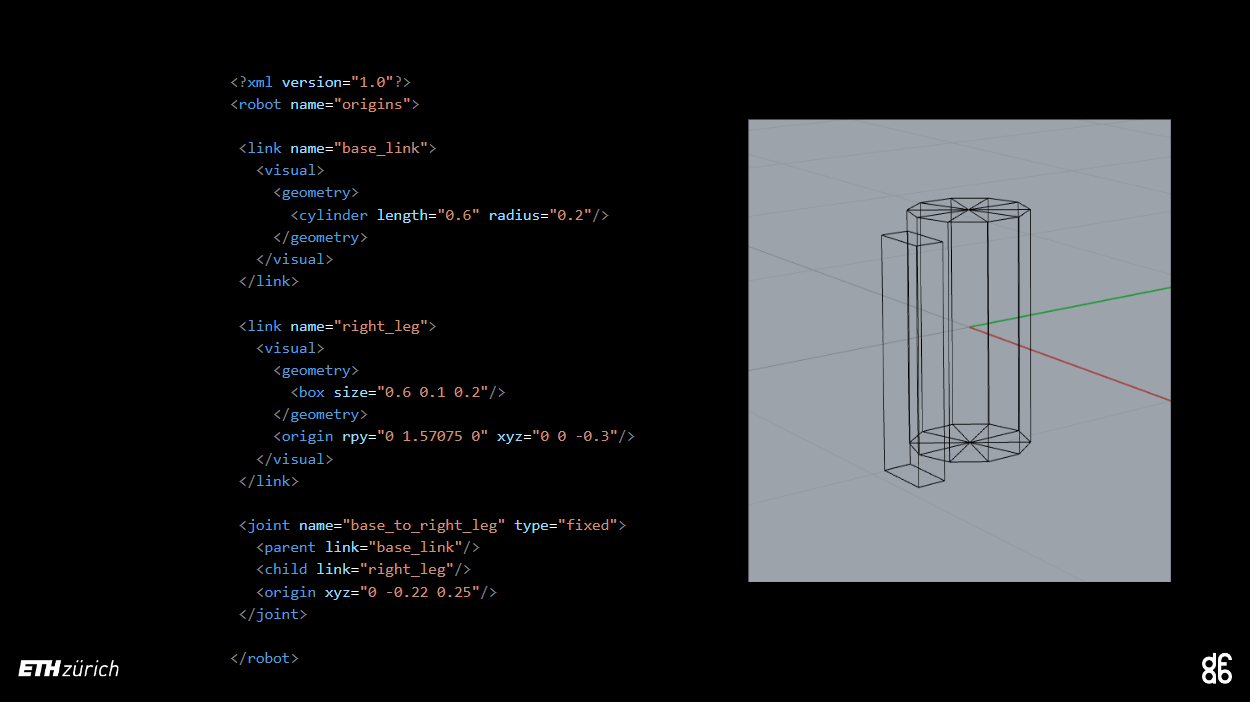 <?xml version="1.0"?>
<robot name="origins">
<link name="base_link">
<visual>
<geometry>
<cylinder length="0.6" radius="0.2"/>
</geometry>
</visual>
</link>
<link name="right_leg">
<visual>
<geometry>
<box size="0.6 0.1 0.2"/>
</geometry>
<origin rpy="0 1.57075 0" xyz="0 0 -0.3"/>
</visual>
</link>
<joint name="base_to_right_leg" type="fixed">
<parent link="base_link"/>
<child link="right_leg"/>
<origin xyz="0 -0.22 0.25"/>
</joint>
</robot>
ETH zürich
dfab